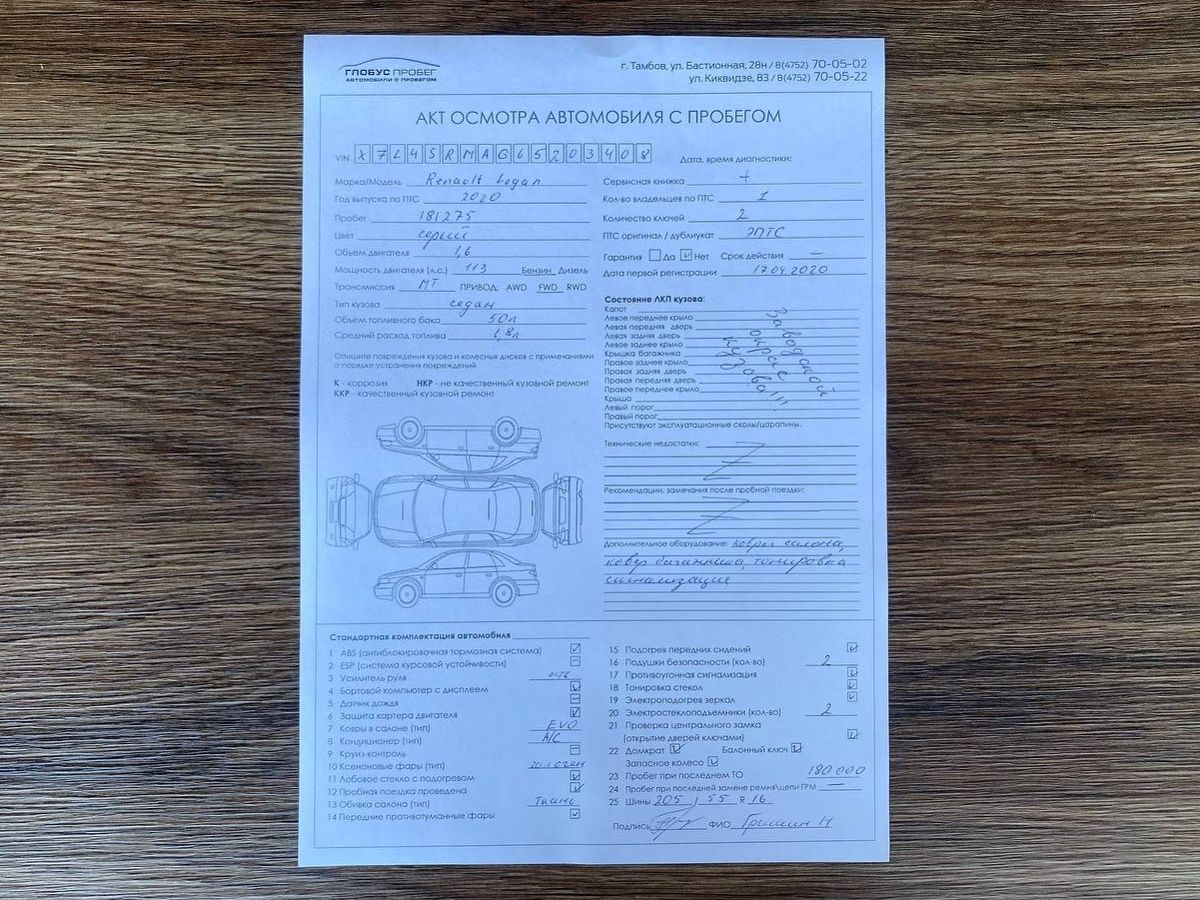 ГЛОБУС ПРОБЕГ
АВТОМОБИЛИ С ПРОБЕГОМ
г. Тамбов, ул. Бастионная, 28н / 8(4752) 70-05-02
ул. Киквидзе, 83 / 8(4752) 70-05-22
АКТ ОСМОТРА АВТОМОБИЛЯ С ПРОБЕГОМ
VIN X7L4SRMAG65203408
Дата, время диагностики:
Марка/Модель Renault Logan
Год выпуска по ПТС 2020
Пробег 181275
Цвет серый
Объем двигателя 1,6
Мощность двигателя (л.с.) 113 Бензин Дизель
Трансмиссия МТ ПРИВОД: AWD FWD RWD
Тип кузова седан
Объем топливного бака 50л
Средний расход топлива 6,8л
Опишите повреждения кузова и колесных дисков с примечаниями
о порядке устранения повреждений
К - коррозия НКР - не качественный кузовной ремонт
ККР - качественный кузовной ремонт
Сервисная книжка +
Кол-во владельцев по ПТС 1
Количество ключей 2
ПТС оригинал / дубликат ЭПТС
Гарантия Да Нет Срок действия —
Дата первой регистрации 17.04.2020
Состояние ЛКП кузова:
Капот
Левое переднее крыло
Левая передняя дверь
Левая задняя дверь
Левое заднее крыло
Крышка багажника
Правое заднее крыло
Правая задняя дверь
Правая передняя дверь
Правое переднее крыло
Крыша
Левый порог
Правый порог
Заводской
окрас
кузова!!!
Присутствуют эксплуатационные сколы/царапины.
Технические недостатки:
Рекомендации, замечания после пробной поездки:
Дополнительное оборудование: ковры салона,
ковер багажника, тонировка
сигнализация
Стандартная комплектация автомобиля
1 ABS (антиблокировочная тормозная система)
2 ESP (система курсовой устойчивости)
3 Усилитель руля есть
4 Бортовой компьютер с дисплеем
5 Датчик дождя
6 Защита картера двигателя
7 Ковры в салоне (тип) EVO
8 Кондиционер (тип) A/C
9 Круиз-контроль
10 Ксеноновые фары (тип) галоген
11 Лобовое стекло с подогревом
12 Пробная поездка проведена
13 Обивка салона (тип) Ткань
14 Передние противотуманные фары
15 Подогрев передних сидений
16 Подушки безопасности (кол-во) 2
17 Противоугонная сигнализация
18 Тонировка стекол
19 Электроподогрев зеркал
20 Электростеклоподъемники (кол-во) 2
21 Проверка центрального замка
(открытие дверей ключами)
22 Домкрат Балонный ключ
Запасное колесо
23 Пробег при последнем ТО 180 000
24 Пробег при последней замене ремня\цепи ГРМ —
25 Шины 205 / 55 R 16
Подпись ФИО Гришин Н